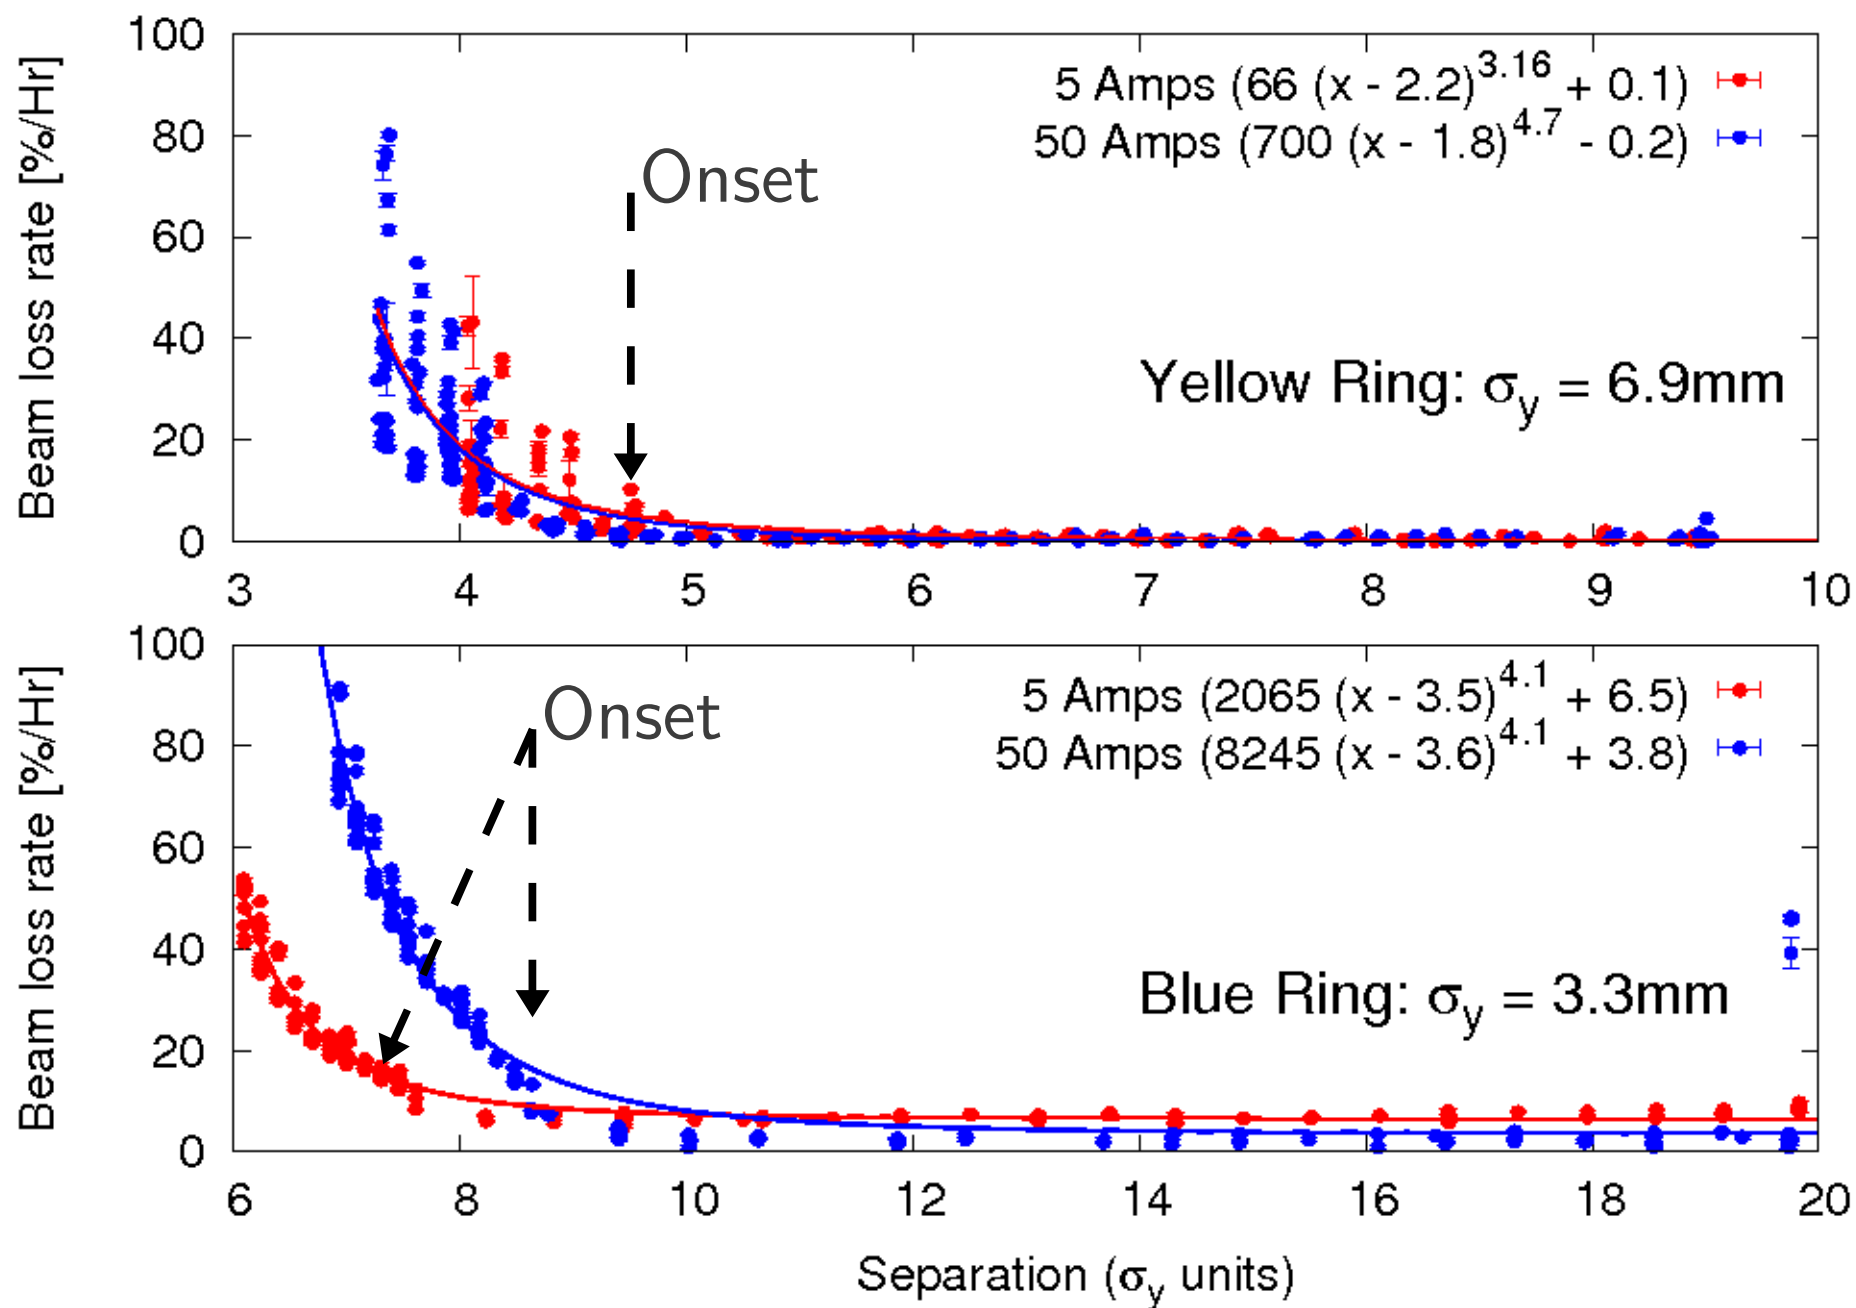 100
80
60
40
20
0
Beam loss rate [%/Hr]
5 Amps (66 (x - 2.2)^3.16 + 0.1)
50 Amps (700 (x - 1.8)^4.7 - 0.2)
Onset
Yellow Ring: σ_y = 6.9mm
3 4 5 6 7 8 9 10
100
80
60
40
20
0
Beam loss rate [%/Hr]
5 Amps (2065 (x - 3.5)^4.1 + 6.5)
50 Amps (8245 (x - 3.6)^4.1 + 3.8)
Onset
Blue Ring: σ_y = 3.3mm
6 8 10 12 14 16 18 20
Separation (σ_y units)